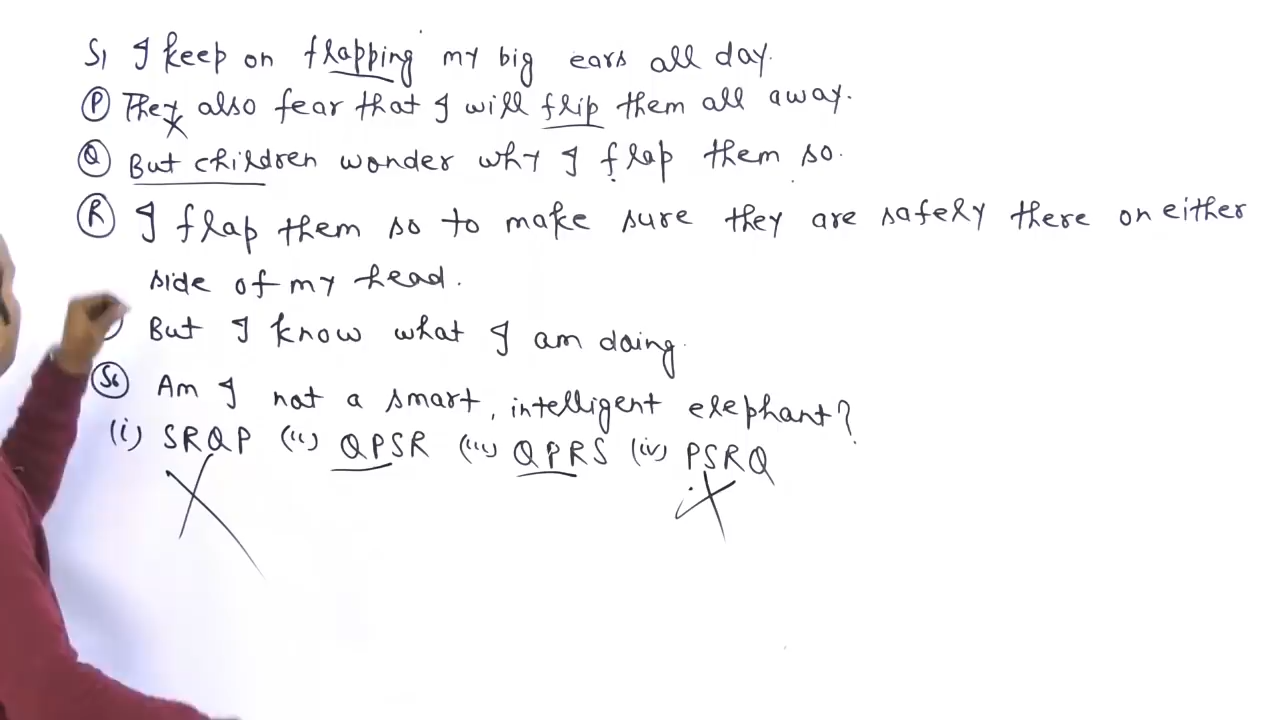 S1 I keep on flapping my big ears all day.
(P) They also fear that I will flip them all away.
(Q) But children wonder why I flap them so.
(R) I flap them so to make sure they are safely there on either
side of my head.
But I know what I am doing.
(S6) Am I not a smart, intelligent elephant?
(i) SRQP (ii) QPSR (iii) QPRS (iv) PSRQ